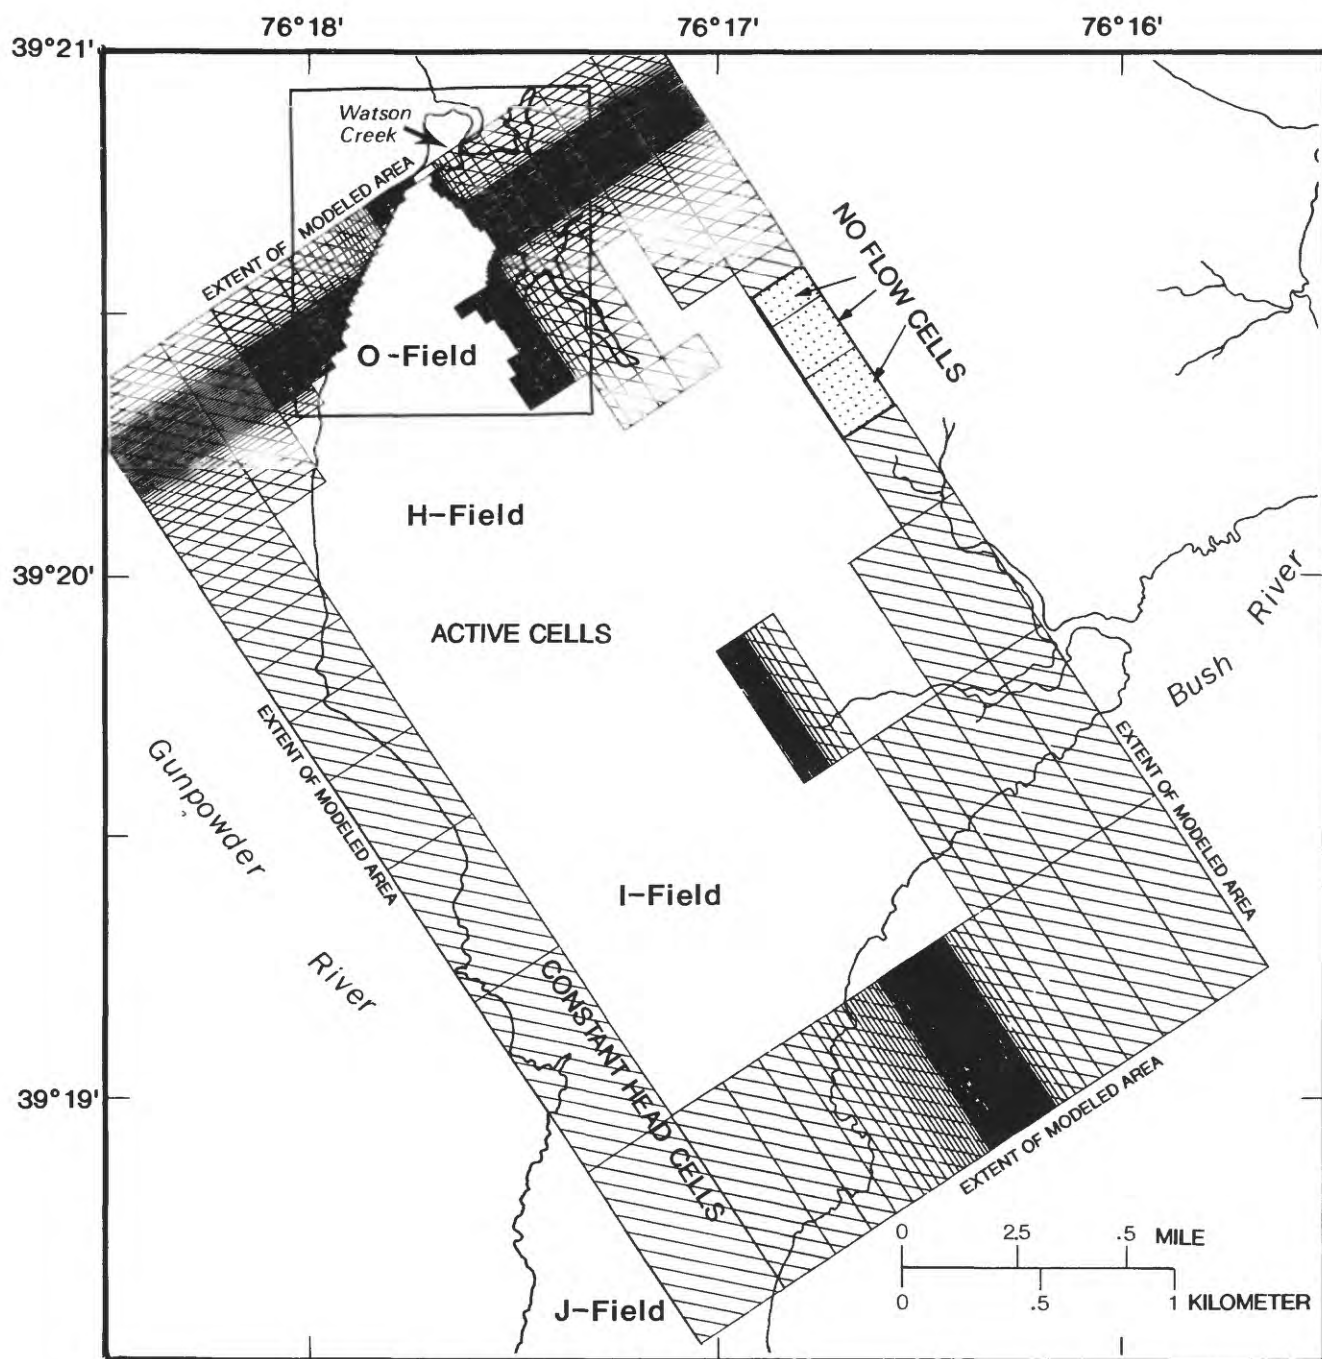 76°18'
76°17'
76°16'
39°21'
Watson
Creek
EXTENT OF MODELED AREA
NO FLOW CELLS
O-Field
H-Field
39°20'
ACTIVE CELLS
River
Bush
EXTENT OF MODELED AREA
EXTENT OF MODELED AREA
Gunpowder
River
I-Field
CONSTANT HEAD CELLS
39°19'
EXTENT OF MODELED AREA
0 2.5 .5 MILE
0 .5 1 KILOMETER
J-Field